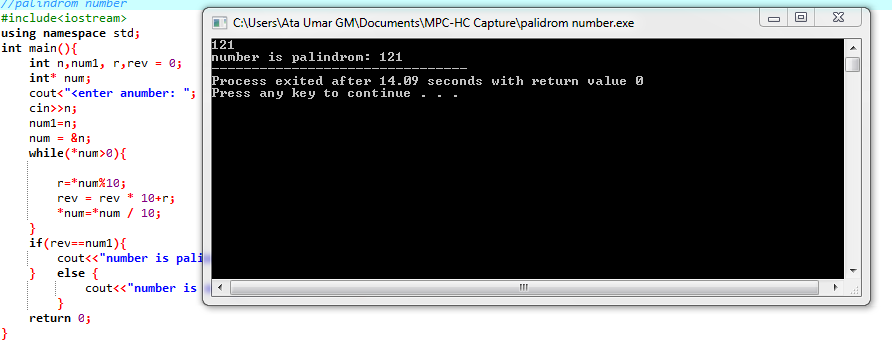 //palindrom number
#include<iostream>
using namespace std;
int main(){
int n,num1, r,rev = 0;
int* num;
cout<"<enter anumber: ";
cin>>n;
num1=n;
num = &n;
while(*num>0){
r=*num%10;
rev = rev * 10+r;
*num=*num / 10;
}
if(rev==num1){
cout<<"number is pali
} else {
cout<<"number is
}
return 0;
}
C:\Users\Ata Umar GM\Documents\MPC-HC Capture\palidrom number.exe
121
number is palindrom: 121
--------------------------------
Process exited after 14.09 seconds with return value 0
Press any key to continue . . .